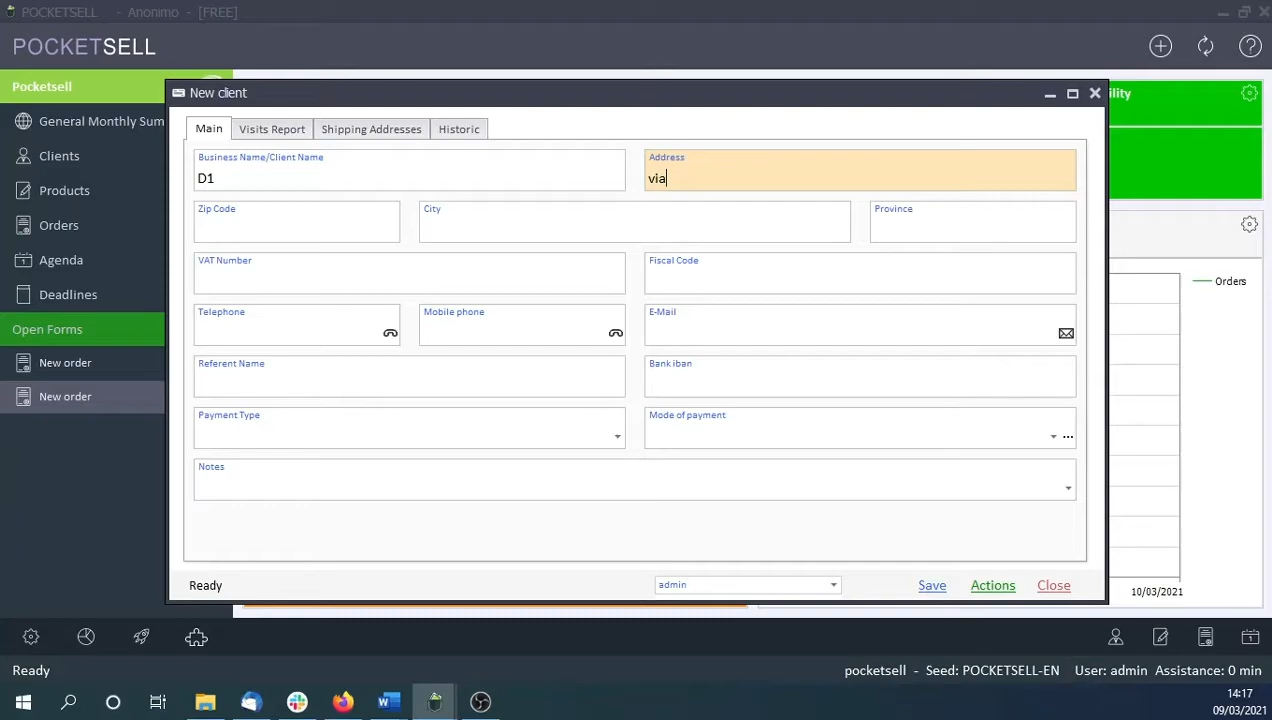 POCKETSELL - Anonimo - [FREE]
POCKETSELL
Pocketsell
General Monthly Sum
Clients
Products
Orders
Agenda
Deadlines
Open Forms
New order
New order
New client
Main Visits Report Shipping Addresses Historic
Business Name/Client Name Address
D1 via
Zip Code City Province
VAT Number Fiscal Code
Telephone Mobile phone E-Mail
Referent Name Bank iban
Payment Type Mode of payment
...
Notes
Ready admin Save Actions Close
ility
Orders
10/03/2021
Ready pocketsell - Seed: POCKETSELL-EN User: admin Assistance: 0 min
14:17
09/03/2021